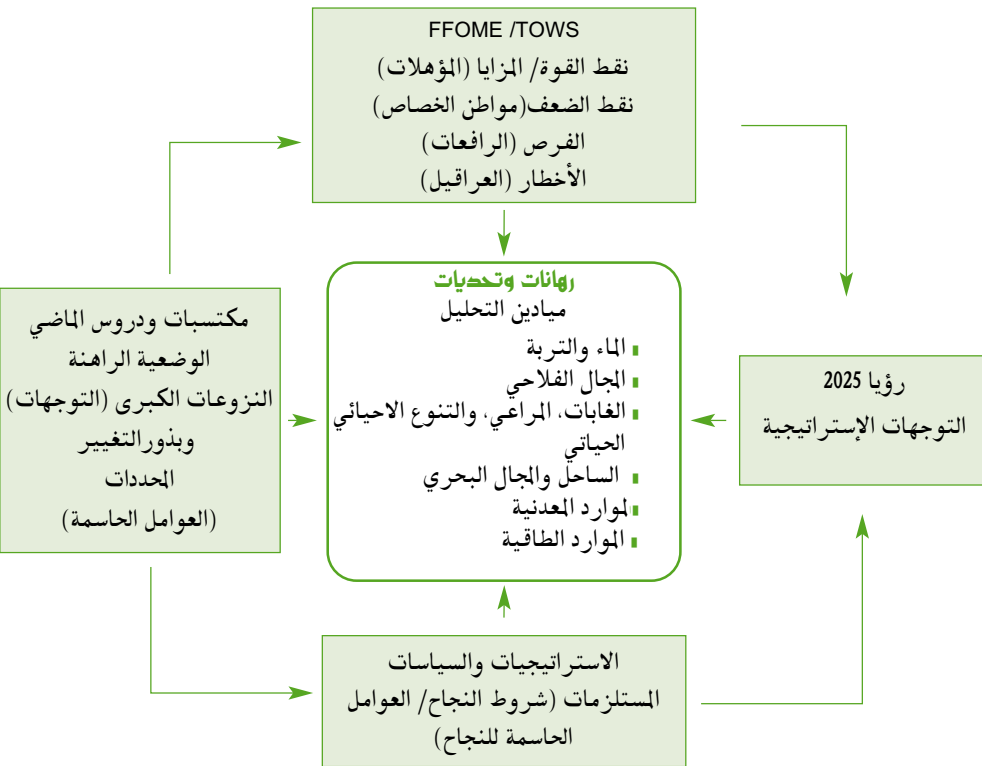 FFOME /TOWS
نقط القوة/ المزايا (المؤهلات)
نقط الضعف(مواطن الخصاص)
الفرص (الرافعات)
الأخطار (العراقيل)
مكتسبات ودروس الماضي
الوضعية الراهنة
النزوعات الكبرى (التوجهات)
وبذورالتغيير
المحددات
(العوامل الحاسمة)
رهانات وتحديات
ميادين التحليل
الماء والتربة
المجال الفلاحي
الغابات، المراعي، والتنوع الاحيائي
الحياتي
الساحل والمجال البحري
لموارد المعدنية
الموارد الطاقية
رؤيا 2025
التوجهات الإستراتيجية
الاستراتيجيات والسياسات
المستلزمات (شروط النجاح/ العوامل
الحاسمة للنجاح)